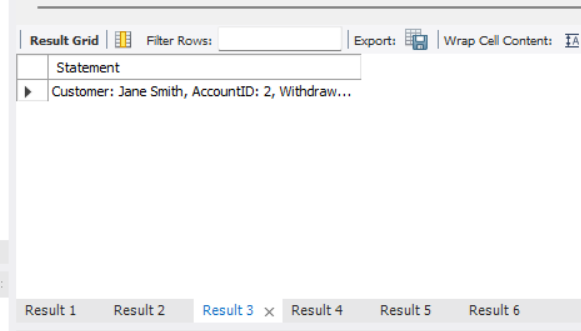 Result Grid Filter Rows: Export: Wrap Cell Content: IA
Statement
Customer: Jane Smith, AccountID: 2, Withdraw...
Result 1 Result 2 Result 3 × Result 4 Result 5 Result 6